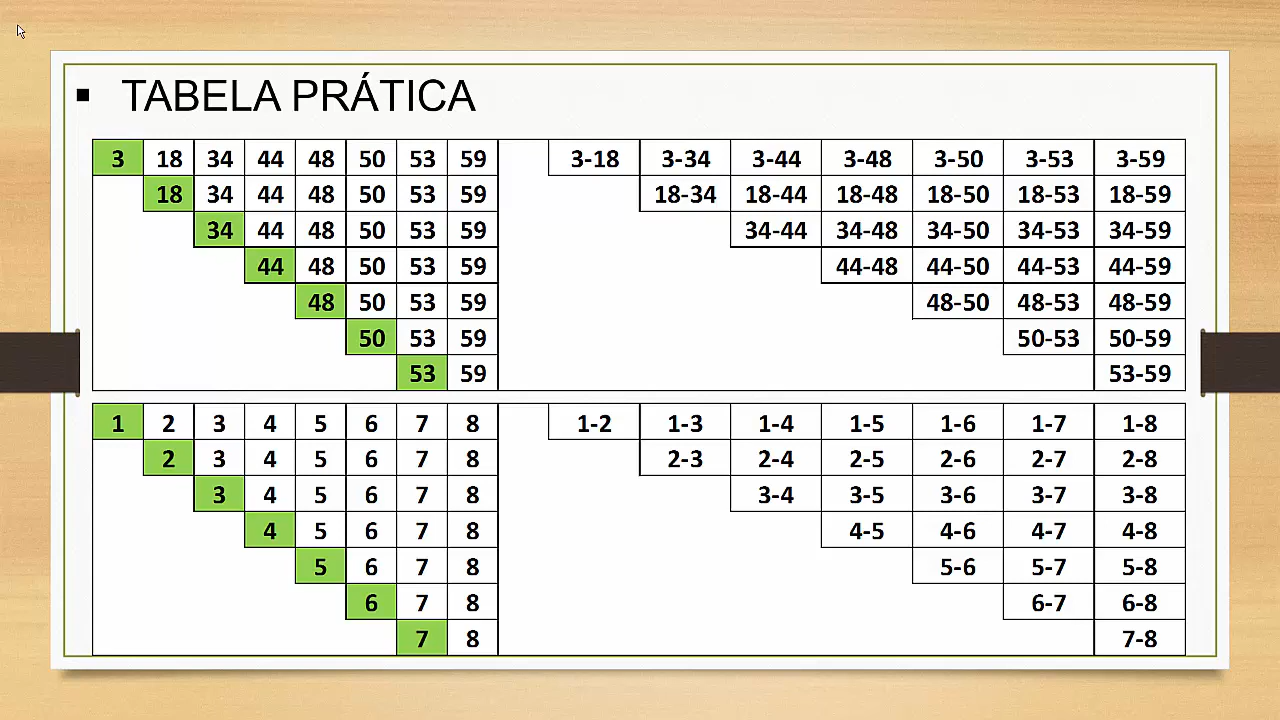 TABELA PRÁTICA
3 18 34 44 48 50 53 59 3-18 3-34 3-44 3-48 3-50 3-53 3-59
18 34 44 48 50 53 59 18-34 18-44 18-48 18-50 18-53 18-59
34 44 48 50 53 59 34-44 34-48 34-50 34-53 34-59
44 48 50 53 59 44-48 44-50 44-53 44-59
48 50 53 59 48-50 48-53 48-59
50 53 59 50-53 50-59
53 59 53-59
1 2 3 4 5 6 7 8 1-2 1-3 1-4 1-5 1-6 1-7 1-8
2 3 4 5 6 7 8 2-3 2-4 2-5 2-6 2-7 2-8
3 4 5 6 7 8 3-4 3-5 3-6 3-7 3-8
4 5 6 7 8 4-5 4-6 4-7 4-8
5 6 7 8 5-6 5-7 5-8
6 7 8 6-7 6-8
7 8 7-8